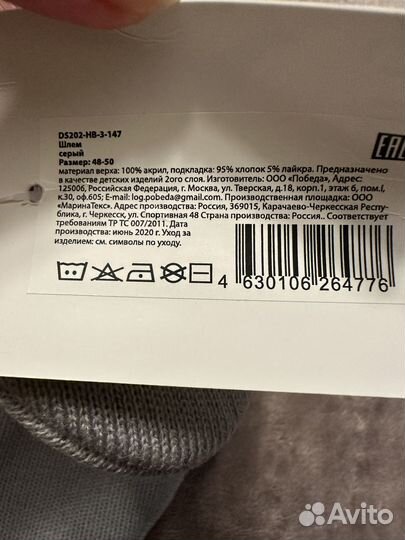 DS202-HB-3-147
Шлем
серый
Размер: 48-50
материал верха: 100% акрил, подкладка: 95% хлопок 5% лайкра. Предназначено
в качестве детских изделий 2ого слоя. Изготовитель: ООО «Победа», Адрес:
125006, Российская Федерация, г. Москва, ул. Тверская, д.18, корп.1, этаж 6, пом.I,
к.30, оф.605; E-mail: log.pobeda@gmail.com. Производственная площадка: ООО
«МаринаТекс». Адрес производства: Россия, 369015, Карачаево-Черкесская Респу-
блика, г. Черкесск, ул. Спортивная 48 Страна производства: Россия.. Соответствует
требованиям ТР ТС 007/2011. Дата
производства: июнь 2020 г. Уход за
изделием: см. символы по уходу.
EAC
4 630106 264776
Avito